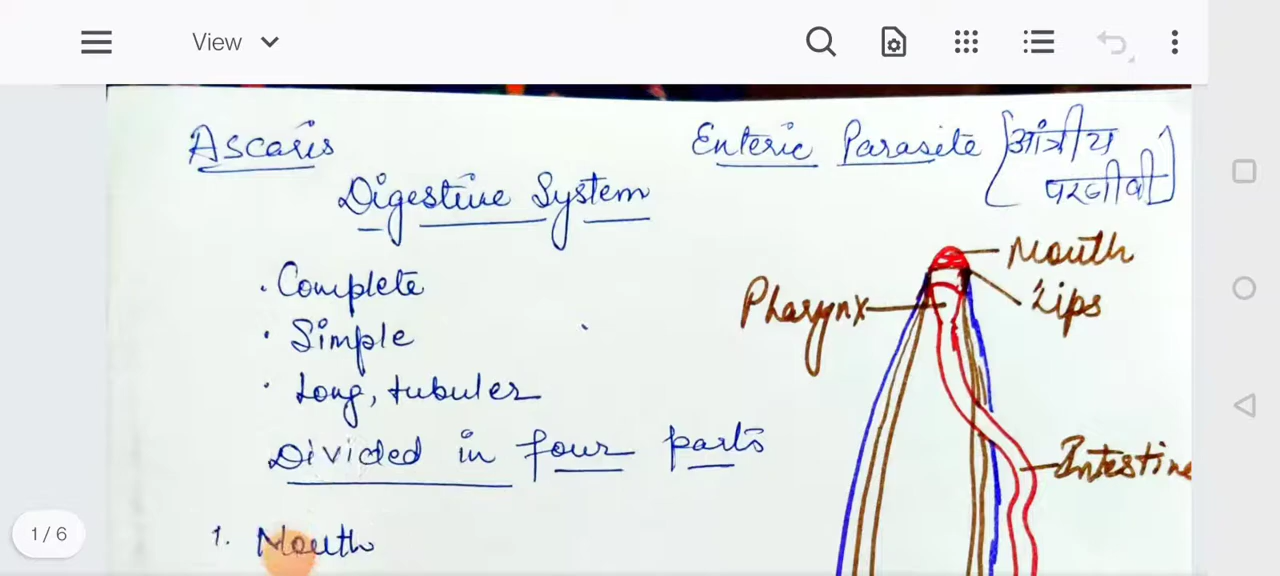 View
Ascaris
Enteric Parasite [आंत्रीय
परजीवी]
Digestive System
Mouth
. Complete
Pharynx
Lips
. Simple
. Long, tubuler
Divided in four parts
Intestine
1 / 6
1. Mouth